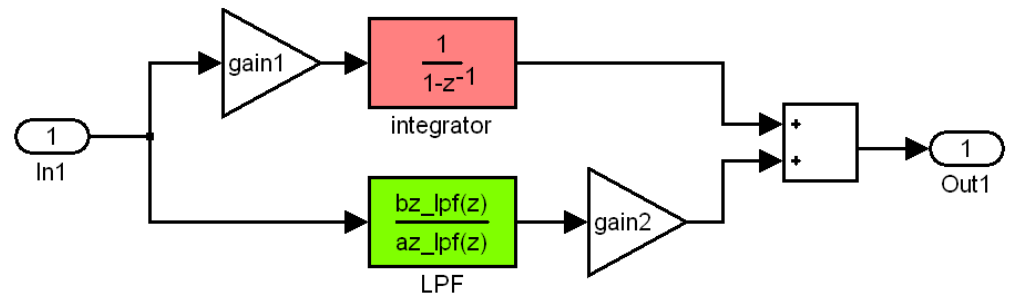 gain1
1
1-z-1
integrator
1
In1
+
+
1
Out1
bz_lpf(z)
az_lpf(z)
LPF
gain2